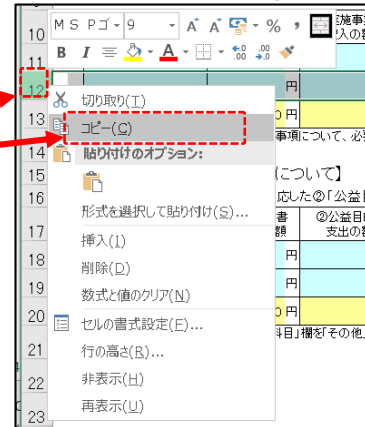 10
ＭＳ Ｐゴ 9 A A % ,
施事
入の額
B I A .0 .00 .00 .0
11
12
円
切り取り(T)
13
コピー(C)
0 円
14
貼り付けのオプション:
事項について、必
15
について】
16
形式を選択して貼り付け(S)...
応した②「公益目
書 ②公益目的
17
挿入(I)
額 支出の額
18
削除(D)
円
19
数式と値のクリア(N)
円
20
セルの書式設定(F)...
0 円
科目」欄を「その他」
21
行の高さ(R)...
22
非表示(H)
23
再表示(U)